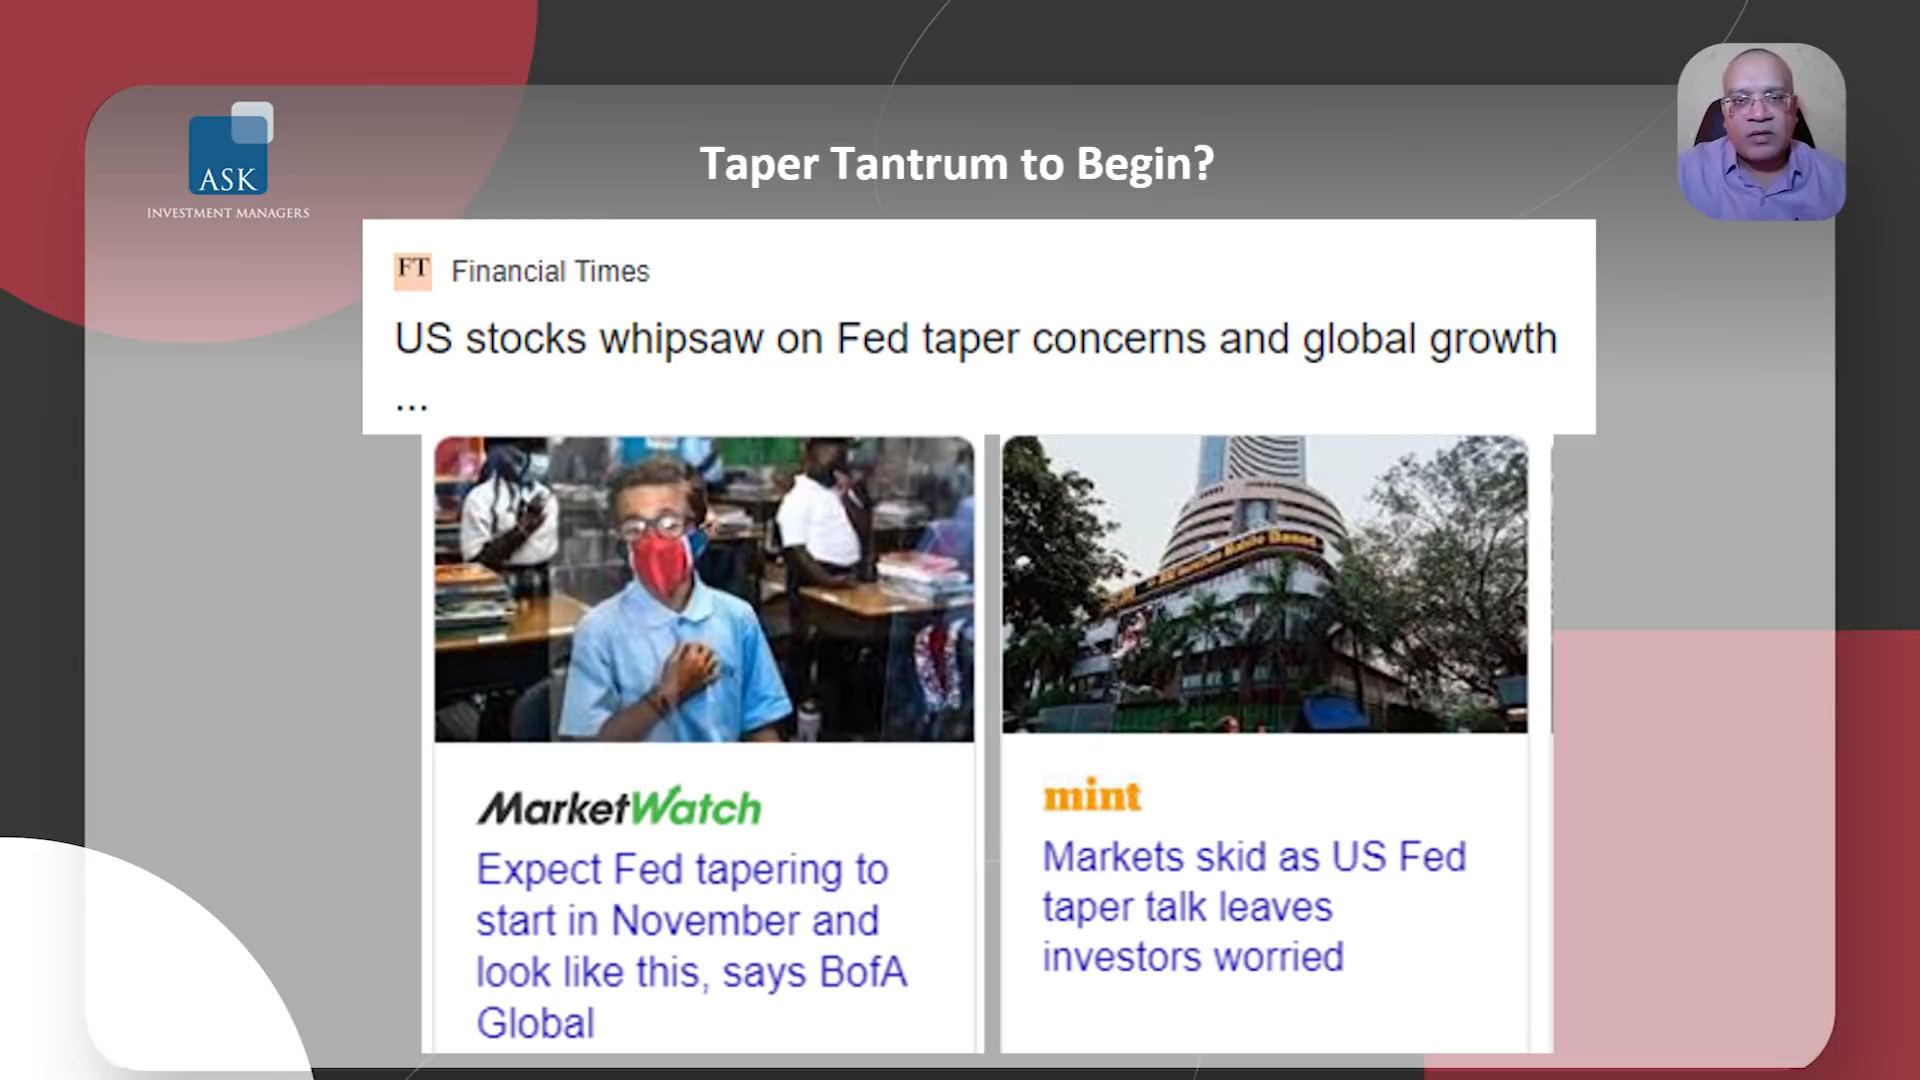 ASK
INVESTMENT MANAGERS
Taper Tantrum to Begin?
FT Financial Times
US stocks whipsaw on Fed taper concerns and global growth
...
MarketWatch
Expect Fed tapering to
start in November and
look like this, says BofA
Global
mint
Markets skid as US Fed
taper talk leaves
investors worried